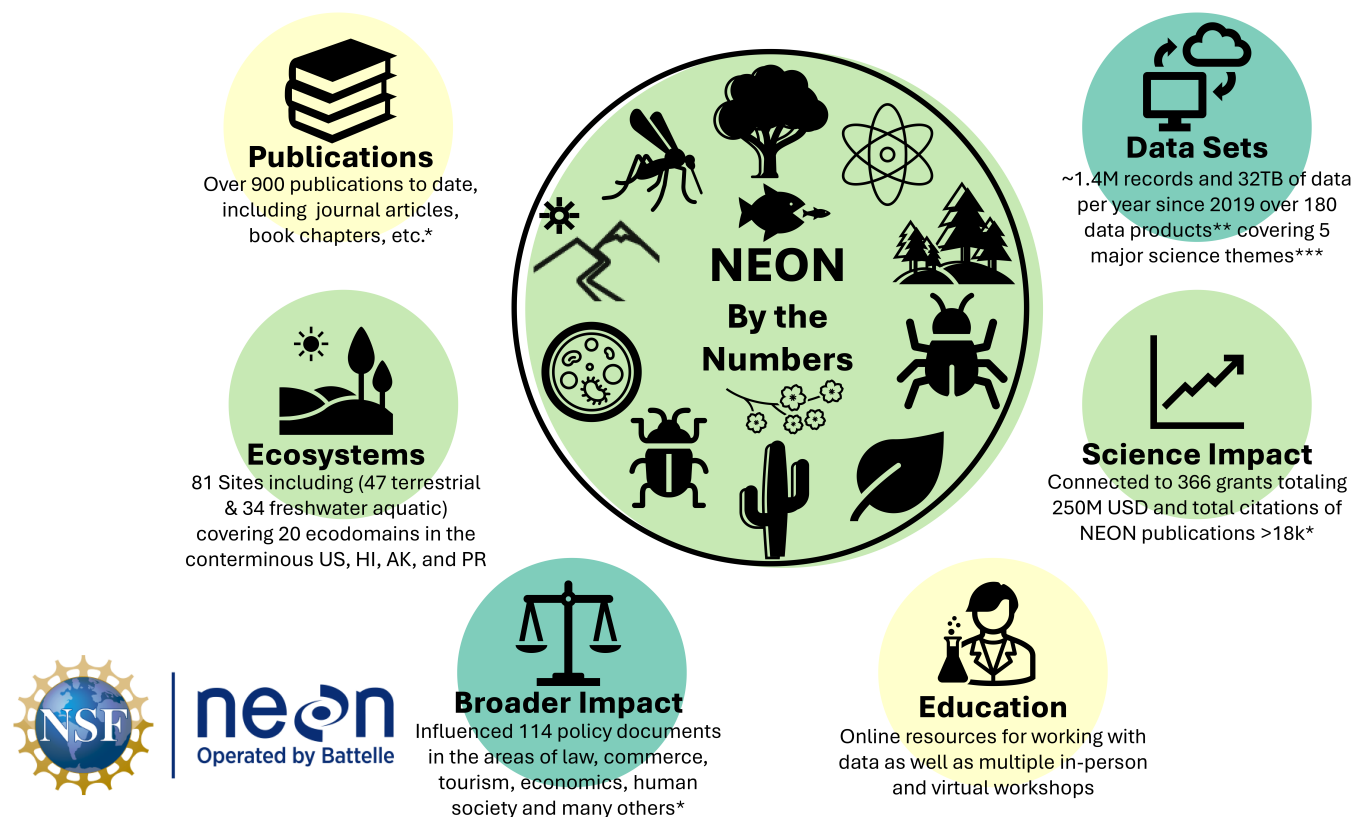 Publications
Over 900 publications to date,
including journal articles,
book chapters, etc.*
Data Sets
~1.4M records and 32TB of data
per year since 2019 over 180
data products** covering 5
major science themes***
NEON
By the
Numbers
Ecosystems
81 Sites including (47 terrestrial
& 34 freshwater aquatic)
covering 20 ecodomains in the
conterminous US, HI, AK, and PR
Science Impact
Connected to 366 grants totaling
250M USD and total citations of
NEON publications >18k*
Broader Impact
Influenced 114 policy documents
in the areas of law, commerce,
tourism, economics, human
society and many others*
Education
Online resources for working with
data as well as multiple in-person
and virtual workshops
NSF
neon
Operated by Battelle